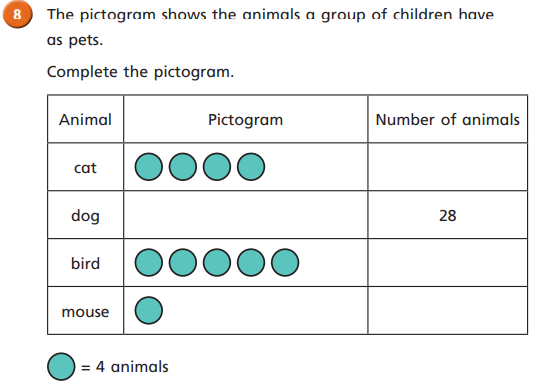 8 The pictogram shows the animals a group of children have
as pets.
Complete the pictogram.
Animal Pictogram Number of animals
cat
dog 28
bird
mouse
= 4 animals